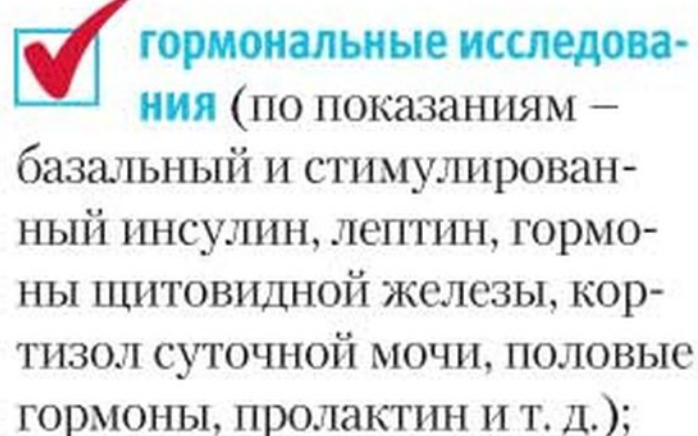 гормональные исследова-
ния (по показаниям –
базальный и стимулирован-
ный инсулин, лептин, гормо-
ны щитовидной железы, кор-
тизол суточной мочи, половые
гормоны, пролактин и т. д.);